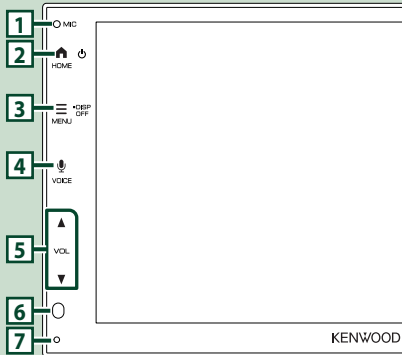 1 MIC
2
HOME
3 •DISP
OFF
MENU
4
VOICE
5 VOL
6
7
KENWOOD